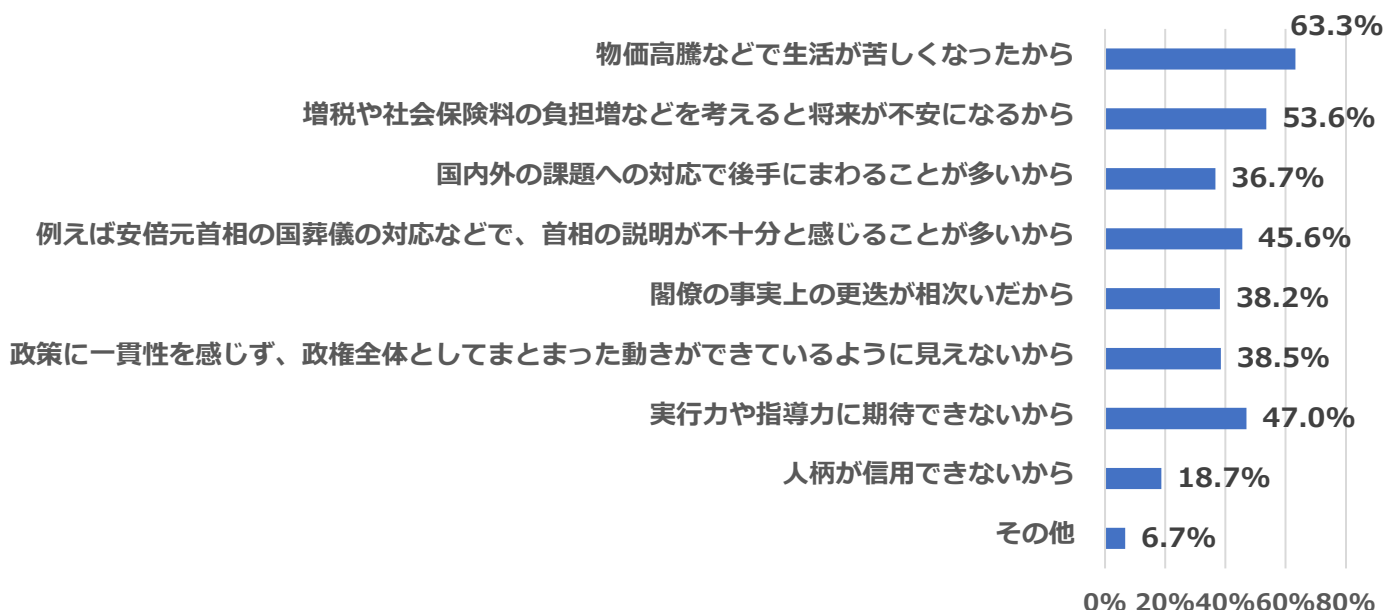 63.3%
物価高騰などで生活が苦しくなったから
増税や社会保険料の負担増などを考えると将来が不安になるから 53.6%
国内外の課題への対応で後手にまわることが多いから 36.7%
例えば安倍元首相の国葬儀の対応などで、首相の説明が不十分と感じることが多いから 45.6%
閣僚の事実上の更迭が相次いだから 38.2%
政策に一貫性を感じず、政権全体としてまとまった動きができているように見えないから 38.5%
実行力や指導力に期待できないから 47.0%
人柄が信用できないから 18.7%
その他 6.7%
0% 20%40%60%80%